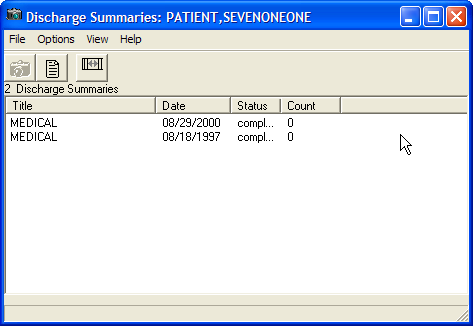 Discharge Summaries: PATIENT,SEVENONEONE
File Options View Help
2 Discharge Summaries
Title Date Status Count
MEDICAL 08/29/2000 compl... 0
MEDICAL 08/18/1997 compl... 0